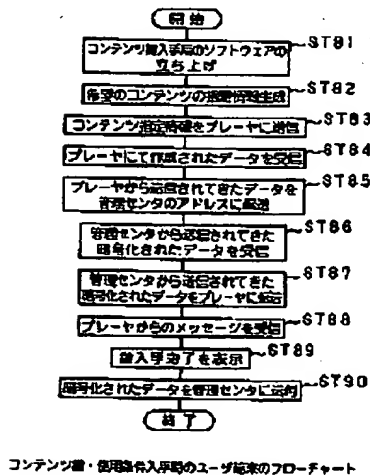 開始
コンテンツ鍵入手用のソフトウェアの
立ち上げ
ST81
希望のコンテンツの指定情報生成
ST82
コンテンツ指定情報をプレーヤに送信
ST83
プレーヤにて作成されたデータを受信
ST84
プレーヤから返信されてきたデータを
管理センタのアドレスに転送
ST85
管理センタから送信されてきた
暗号化されたデータを受信
ST86
管理センタから送信されてきた
暗号化されたデータをプレーヤに転送
ST87
プレーヤからのメッセージを受信
ST88
鍵入手完了を表示
ST89
暗号化されたデータを管理センタに送付
ST90
終了
コンテンツ鍵・使用条件入手時のユーザ端末のフローチャート